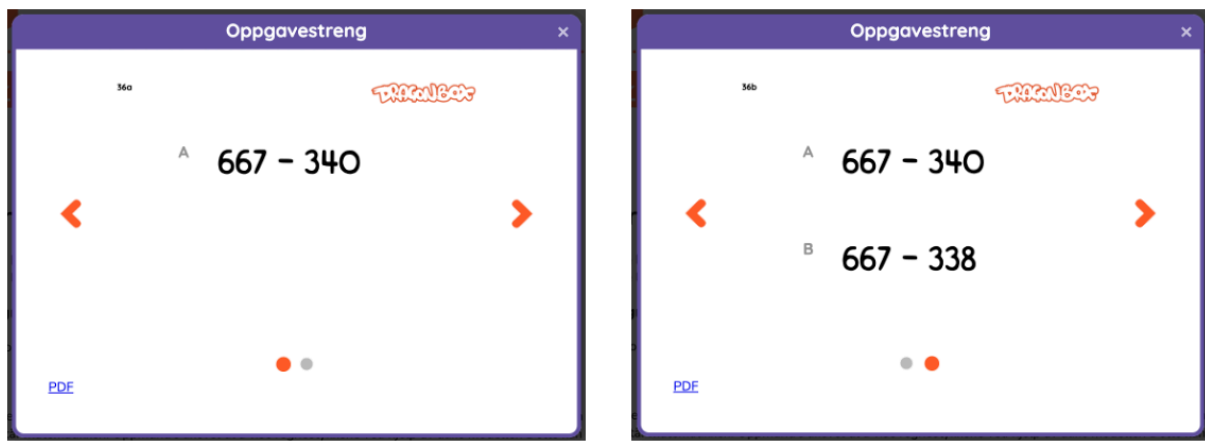 Oppgavestreng ×
36a DRAGONBOX
A 667 - 340
PDF
Oppgavestreng ×
36b DRAGONBOX
A 667 - 340
B 667 - 338
PDF